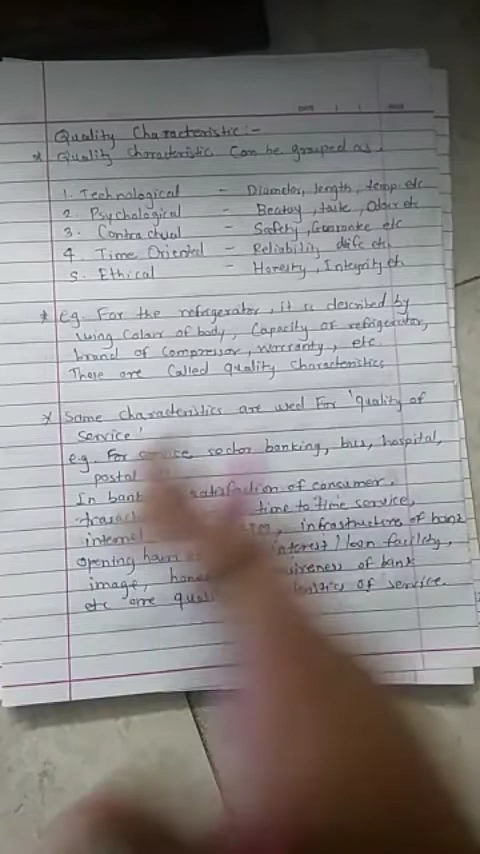 DATE / / PAGE
Quality Characteristic:-
* Quality characteristic can be grouped as,
1. Technological - Diameter, length, temp etc
2. Psychological - Beatuy, taste, Odour etc
3. Contractual - Safety, Guarantee etc
4. Time Oriental - Reliability, life etc
5. Ethical - Honesty, Integrity etc
* e.g. For the refrigerator, it is described by
using Colour of body, Capacity of refrigerator,
brand of compressor, warranty, etc.
These are called quality characteristics
* Same characteristics are used for 'quality of
service'
e.g. For service sector banking, bus, hospital,
postal
In bank satisfaction of consumer,
time to time service,
infrastructure of bank
opening hours interest / loan facility,
image, of bank
etc are of service